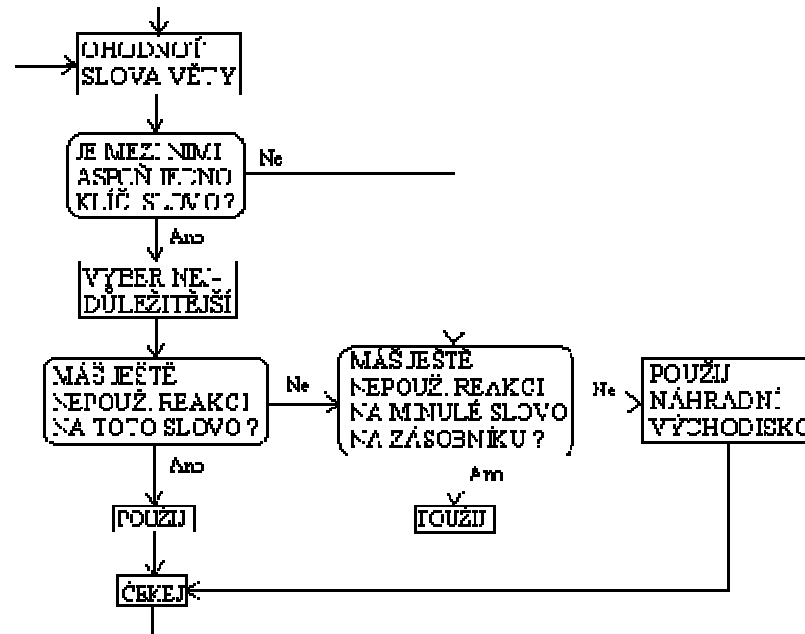 OHODNOŤ
SLOVA VĚTY
JE MEZI NIMI
ASPOŇ JEDNO
KLÍČ. SLOVO?
Ne
Ano
VYBER NEJ-
DŮLEŽITĚJŠÍ
MÁŠ JEŠTĚ
NEPOUŽ. REAKCI
NA TOTO SLOVO?
Ne
MÁŠ JEŠTĚ
NEPOUŽ. REAKCI
NA MINULÉ SLOVO
NA ZÁSOBNÍKU?
Ne
POUŽIJ
NÁHRADNÍ
VÝCHODISKO
Ano
Ano
POUŽIJ
POUŽIJ
ČEKEJ